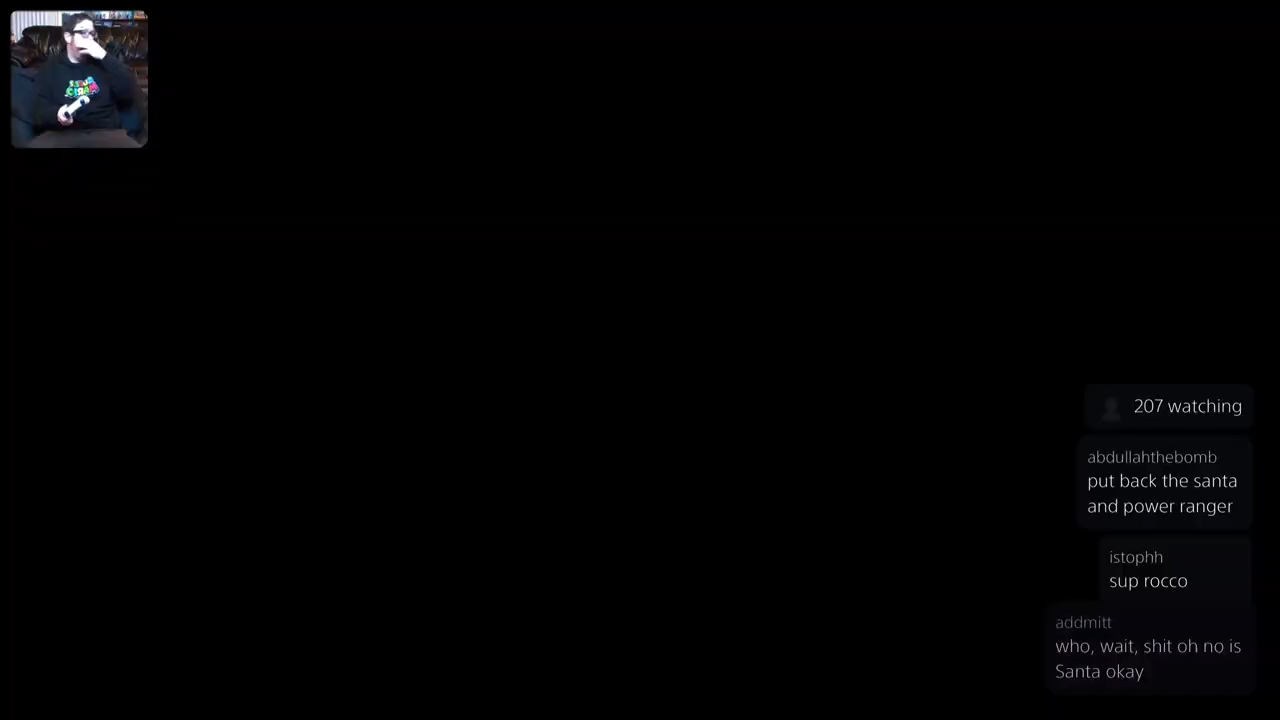 207 watching
abdullahthebomb
put back the santa
and power ranger
istophh
sup rocco
addmitt
who, wait, shit oh no is
Santa okay